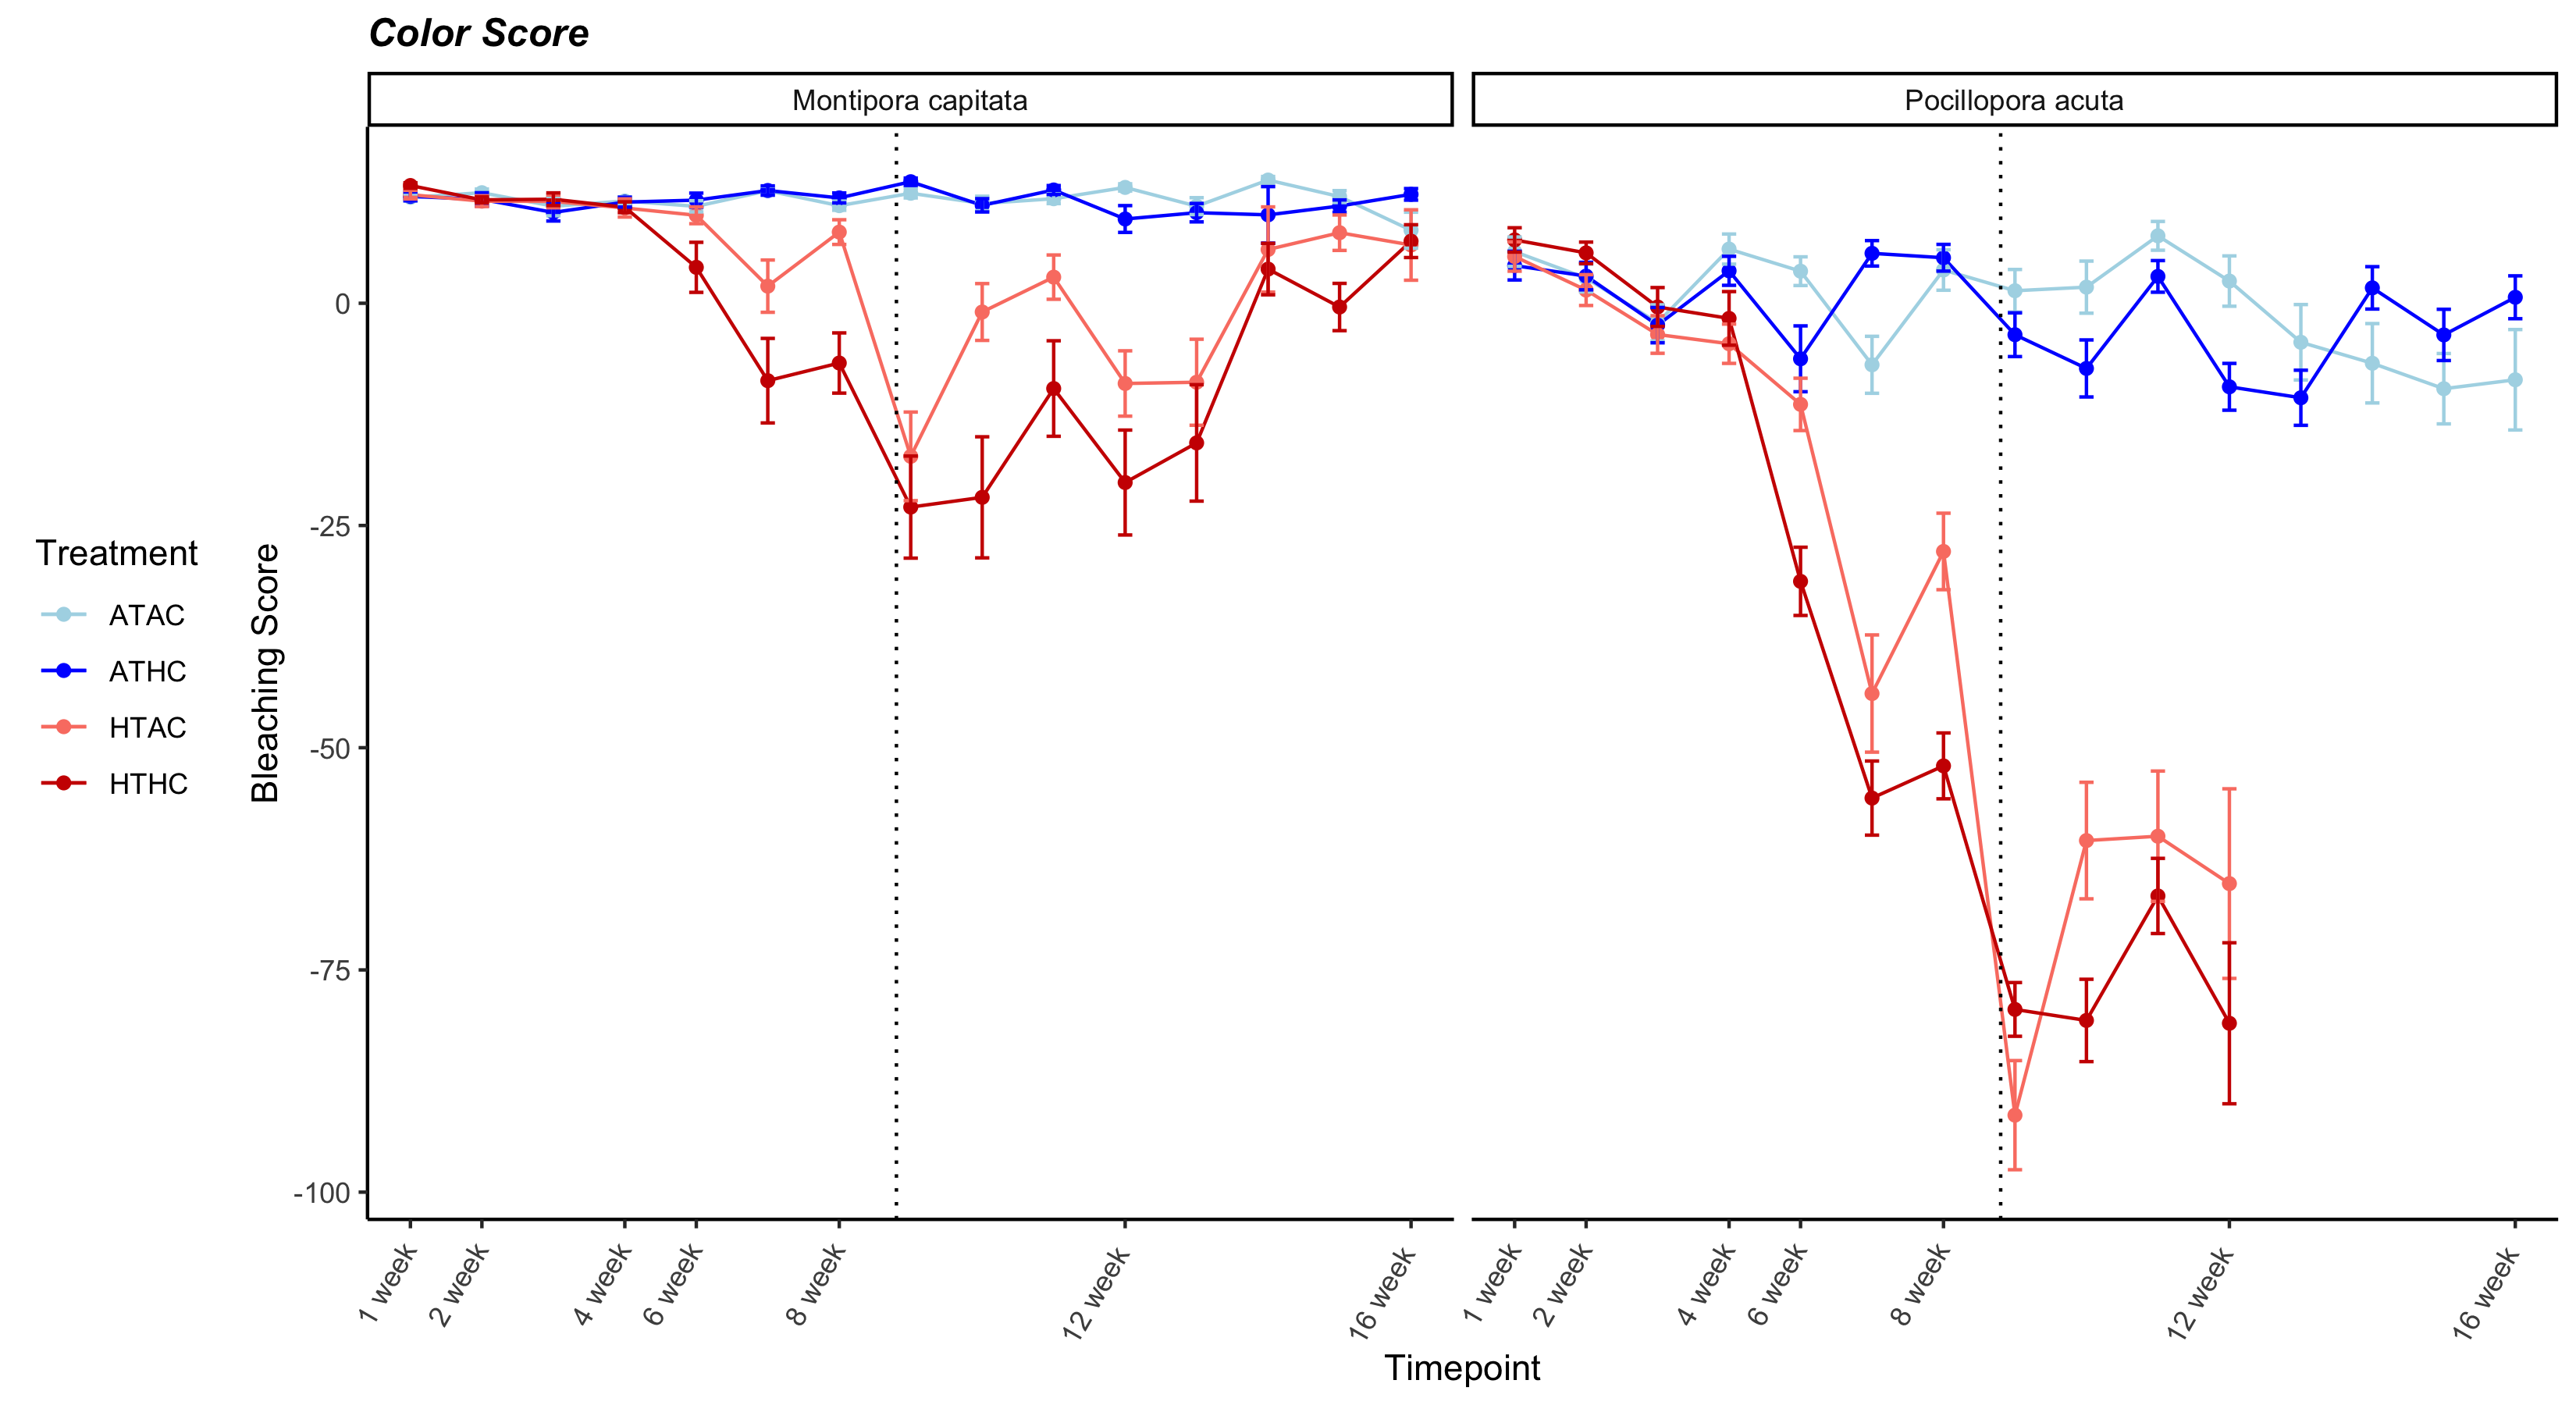 Color Score
Montipora capitata
Pocillopora acuta
0
-25
-50
-75
-100
Bleaching Score
Treatment
ATAC
ATHC
HTAC
HTHC
1 week
2 week
4 week
6 week
8 week
12 week
16 week
1 week
2 week
4 week
6 week
8 week
12 week
16 week
Timepoint